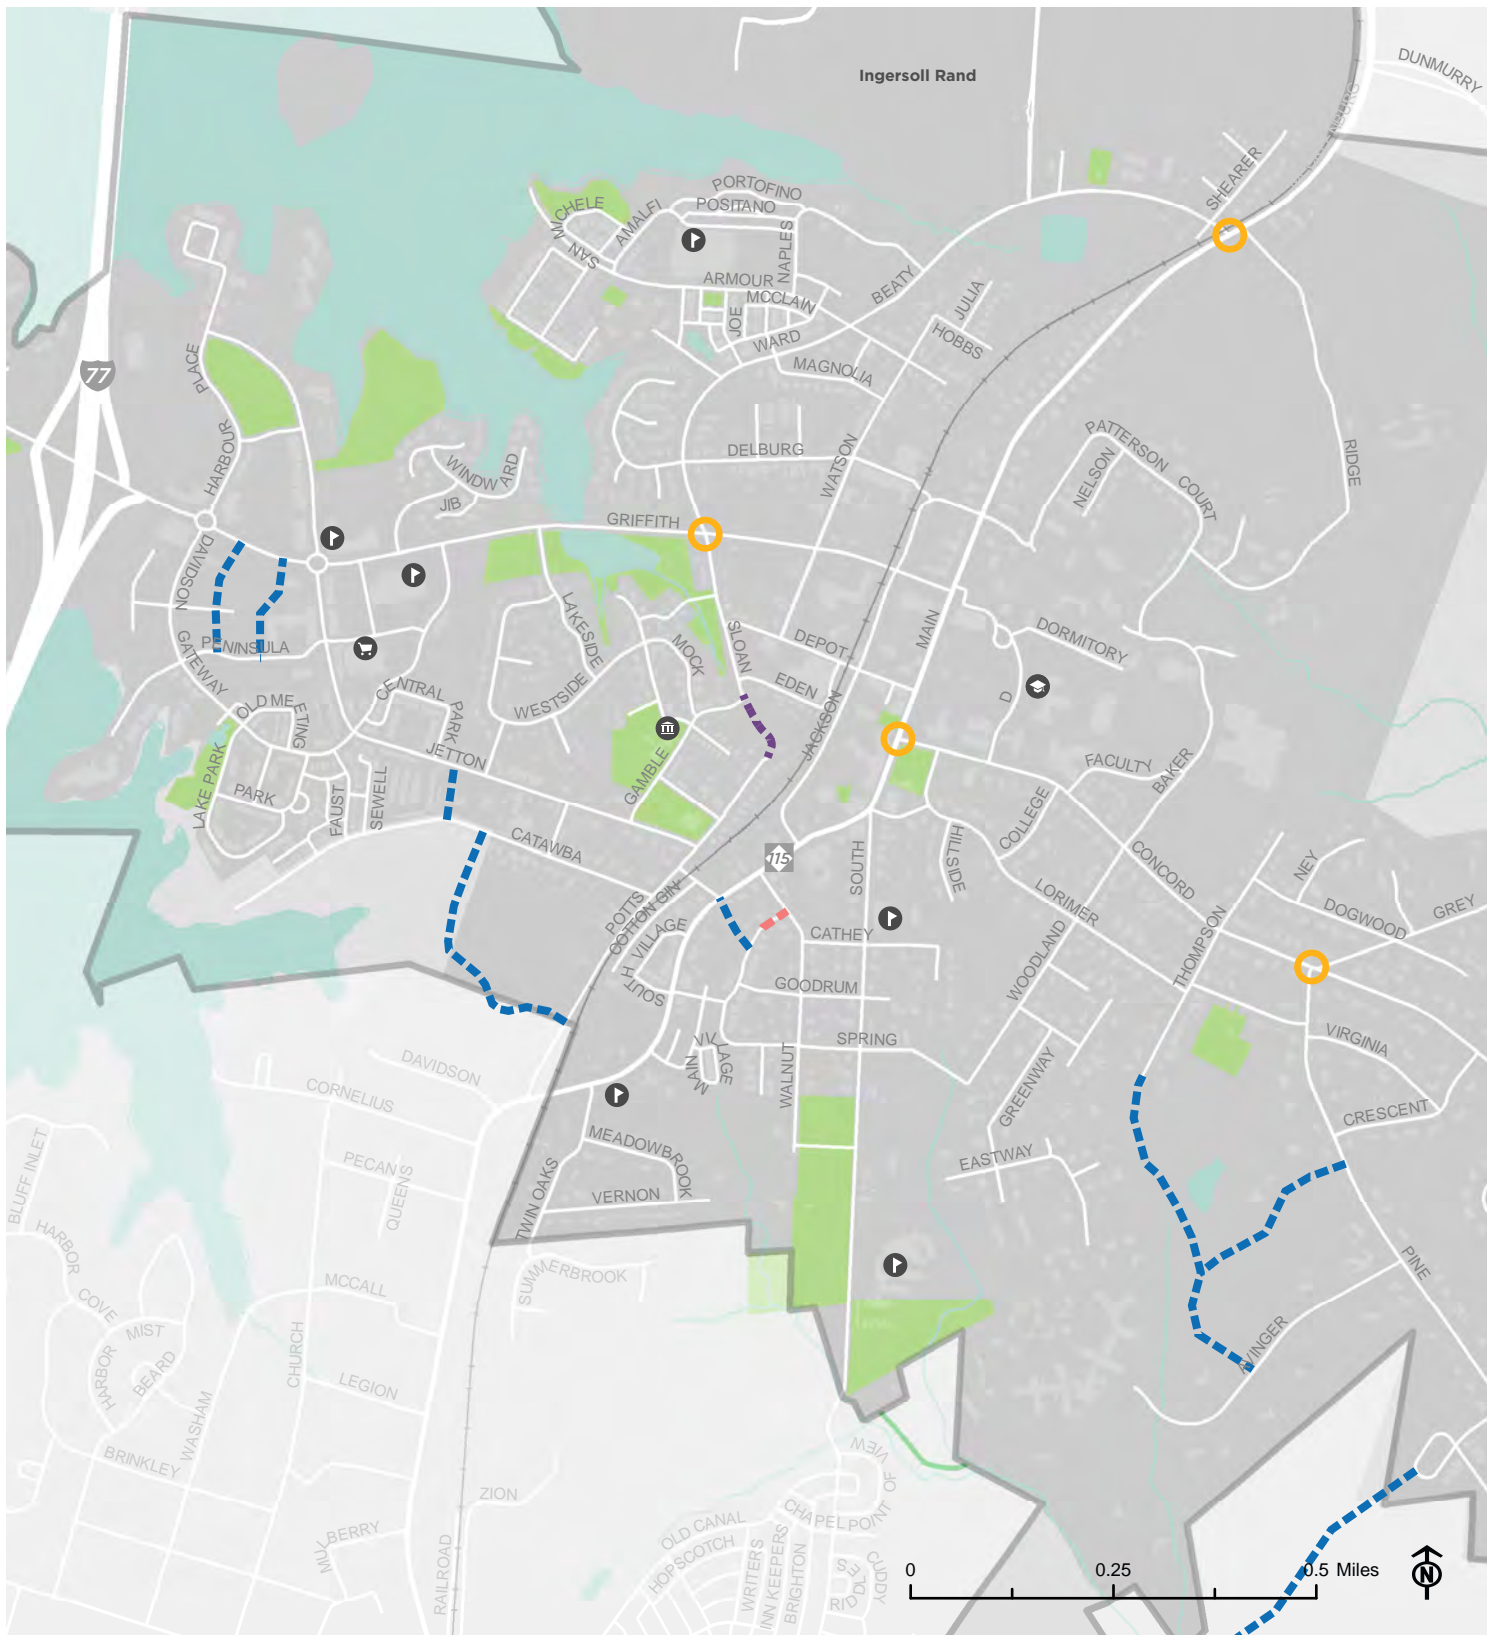 DUNMURRY
Ingersoll Rand
SHEARER
PORTOFINO
POSITANO
MICHELE
AMALFI
SAN
NAPLES
ARMOUR
MCCLAIN
JOE
WARD
BEATY
JULIA
HOBBS
MAGNOLIA
77
PLACE
HARBOUR
DELBURG
WATSON
PATTERSON
NELSON
COURT
RIDGE
WINDWARD
JIB
GRIFFITH
DAVIDSON
GATEWAY
PENINSULA
LAKESIDE
MOCK
SLOAN
DEPOT
MAIN
DORMITORY
EDEN
JACKSON
D
OLD MEETING
CENTRAL
PARK
WESTSIDE
JETTON
GAMBLE
FACULTY
BAKER
LAKE PARK
PARK
FAUST
SEWELL
CATAWBA
115
SOUTH
HILLSIDE
COLLEGE
CONCORD
LORIMER
NEY
DOGWOOD
GREY
POTTS
COTTON GIN
VILLAGE
SOUTH
CATHEY
WOODLAND
THOMPSON
GOODRUM
SPRING
VIRGINIA
MAIN
VILLAGE
WALNUT
GREENWAY
CRESCENT
DAVIDSON
CORNELIUS
MEADOWBROOK
EASTWAY
BLUFF INLET
PECAN
QUEENS
VERNON
TWIN OAKS
HARBOR
COVE
SUMMERBROOK
PINE
MCCALL
MIST
HARBOR
BEARD
CHURCH
AVINGER
LEGION
WASHAM
BRINKLEY
VIEW
OF
ZION
CHAPEL POINT
OLD CANAL
HOPSCOTCH
BERRY
RAILROAD
WRITERS
INN KEEPERS
BRIGHTON
CUDDY
0 0.25 0.5 Miles
N